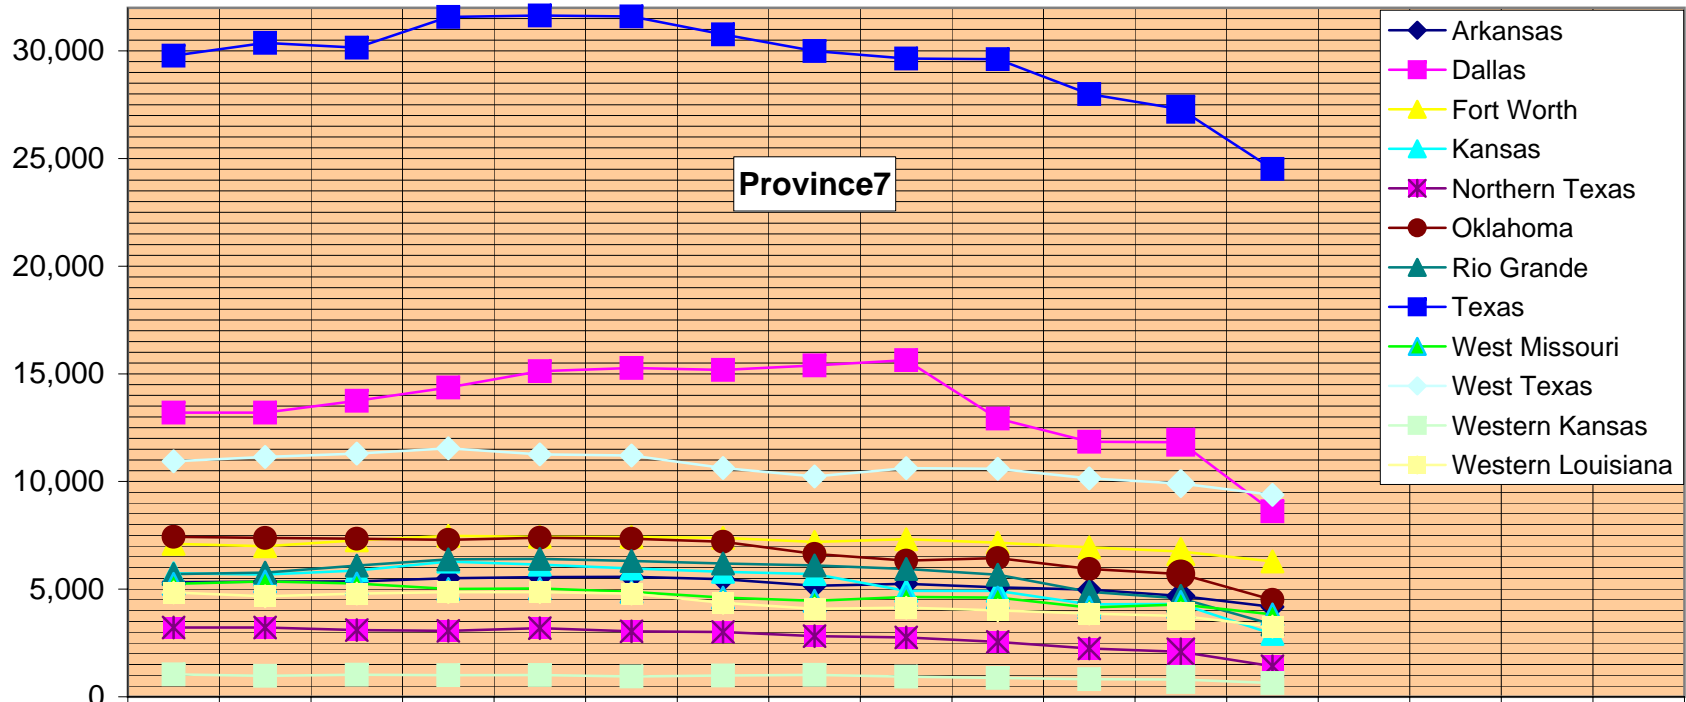 30,000
25,000
20,000
15,000
10,000
5,000
0
Province7
Arkansas
Dallas
Fort Worth
Kansas
Northern Texas
Oklahoma
Rio Grande
Texas
West Missouri
West Texas
Western Kansas
Western Louisiana